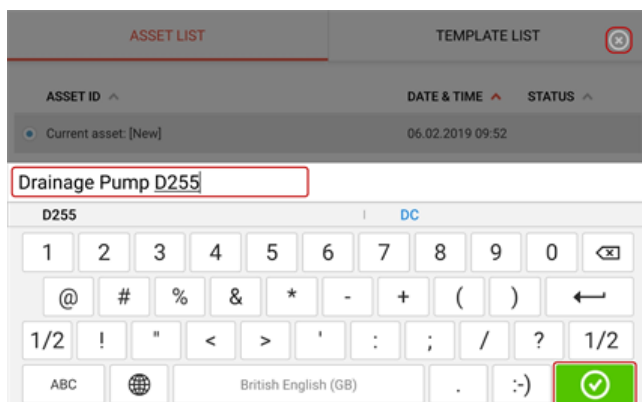 ASSET LIST TEMPLATE LIST
ASSET ID DATE & TIME STATUS
Current asset: [New] 06.02.2019 09:52
Drainage Pump D255
D255 DC
1 2 3 4 5 6 7 8 9 0
@ # % & * - + ( )
1/2 ! " < > ' : ; / ? 1/2
ABC British English (GB) . :-)